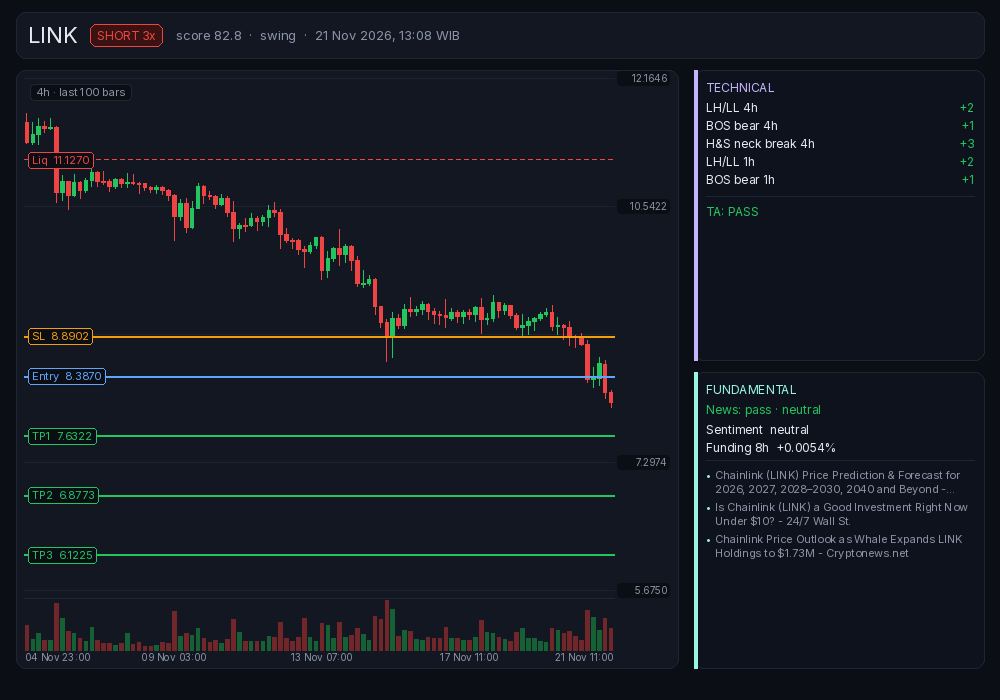 LINK SHORT 3x score 82.8 · swing · 21 Nov 2026, 13:08 WIB
4h · last 100 bars
12.1646
Liq 11.1270
10.5422
SL 8.8902
Entry 8.3870
TP1 7.6322
7.2974
TP2 6.8773
TP3 6.1225
5.6750
04 Nov 23:00 09 Nov 03:00 13 Nov 07:00 17 Nov 11:00 21 Nov 11:00
TECHNICAL
LH/LL 4h +2
BOS bear 4h +1
H&S neck break 4h +3
LH/LL 1h +2
BOS bear 1h +1
TA: PASS
FUNDAMENTAL
News: pass · neutral
Sentiment neutral
Funding 8h +0.0054%
• Chainlink (LINK) Price Prediction & Forecast for
2026, 2027, 2028–2030, 2040 and Beyond -...
• Is Chainlink (LINK) a Good Investment Right Now
Under $10? - 24/7 Wall St.
• Chainlink Price Outlook as Whale Expands LINK
Holdings to $1.73M - Cryptonews.net